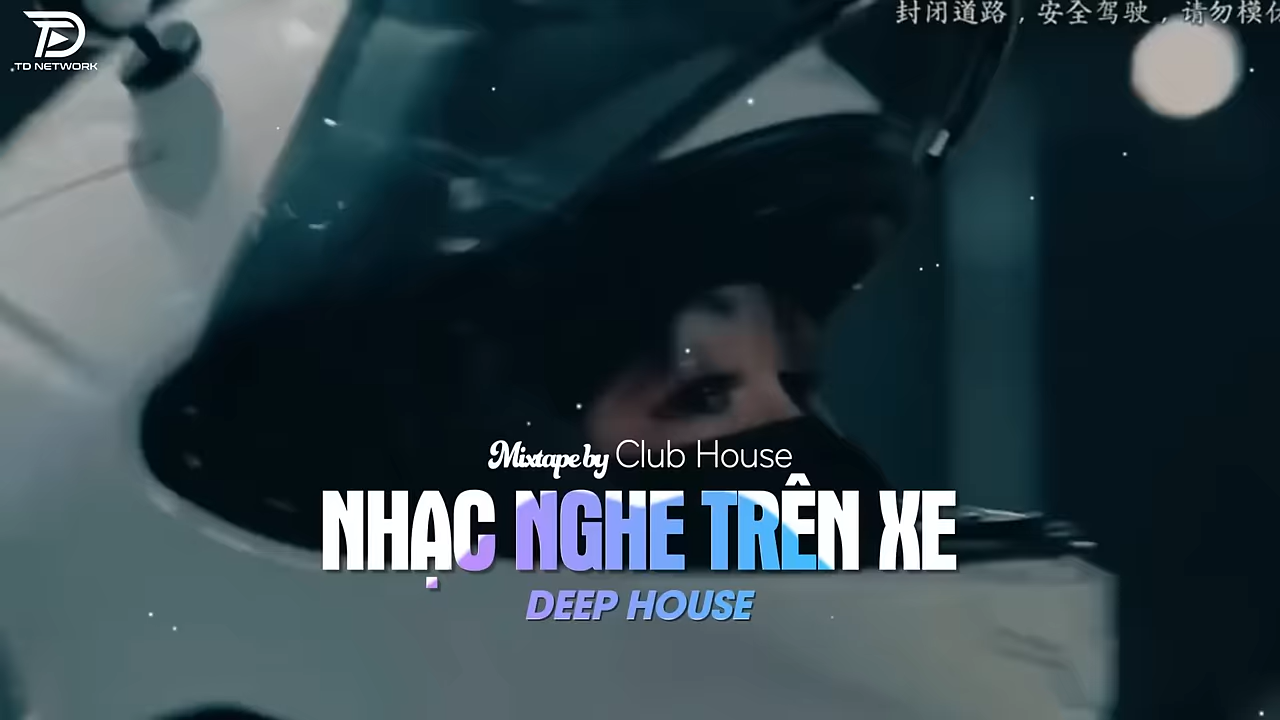 封闭道路，安全驾驶，请勿模仿
TD NETWORK
Mixtape by Club House
NHẠC NGHE TRÊN XE
DEEP HOUSE